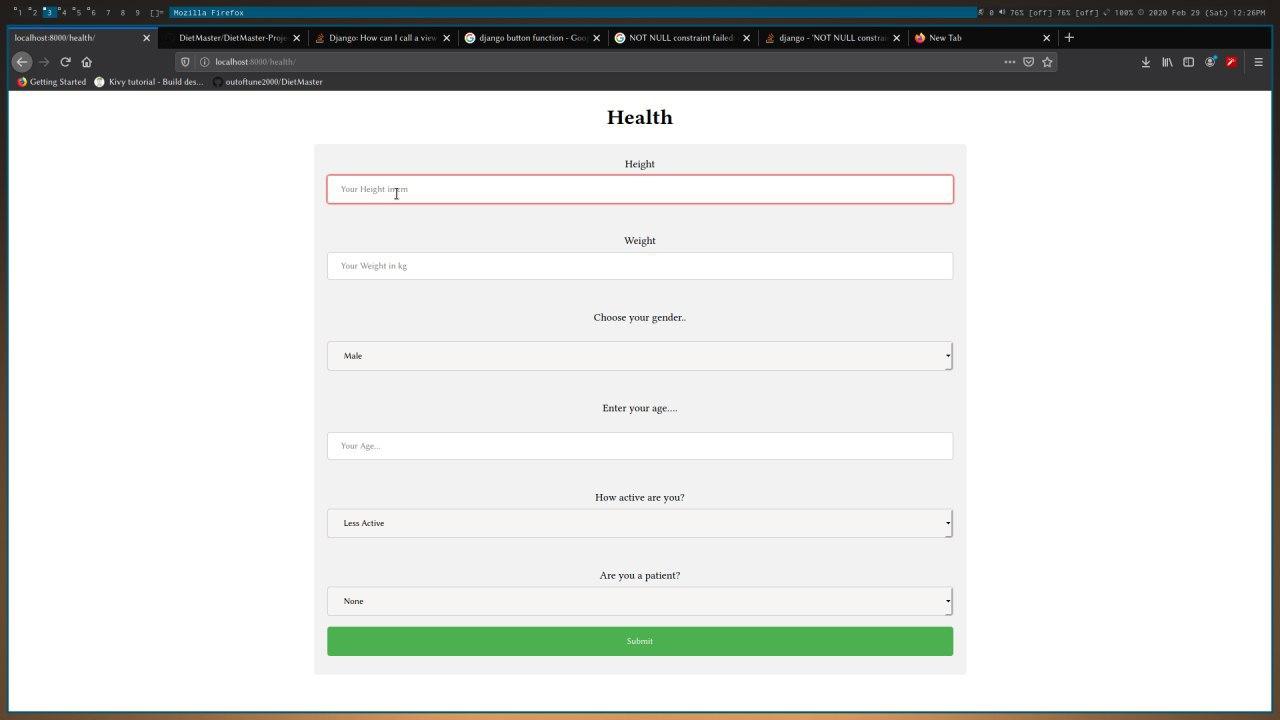 1 2 3 4 5 6 7 8 9 []= Mozilla Firefox 0 76% [off] 76% [off] 100% 2020 Feb 29 (Sat) 12:26PM
localhost:8000/health/ DietMaster/DietMaster-Proje Django: How can I call a view django button function - Goo NOT NULL constraint failed django - 'NOT NULL constrai New Tab
localhost:8000/health/
Getting Started Kivy tutorial - Build des... outoftune2000/DietMaster
Health
Height
Your Height in cm
Weight
Your Weight in kg
Choose your gender..
Male
Enter your age....
Your Age...
How active are you?
Less Active
Are you a patient?
None
Submit